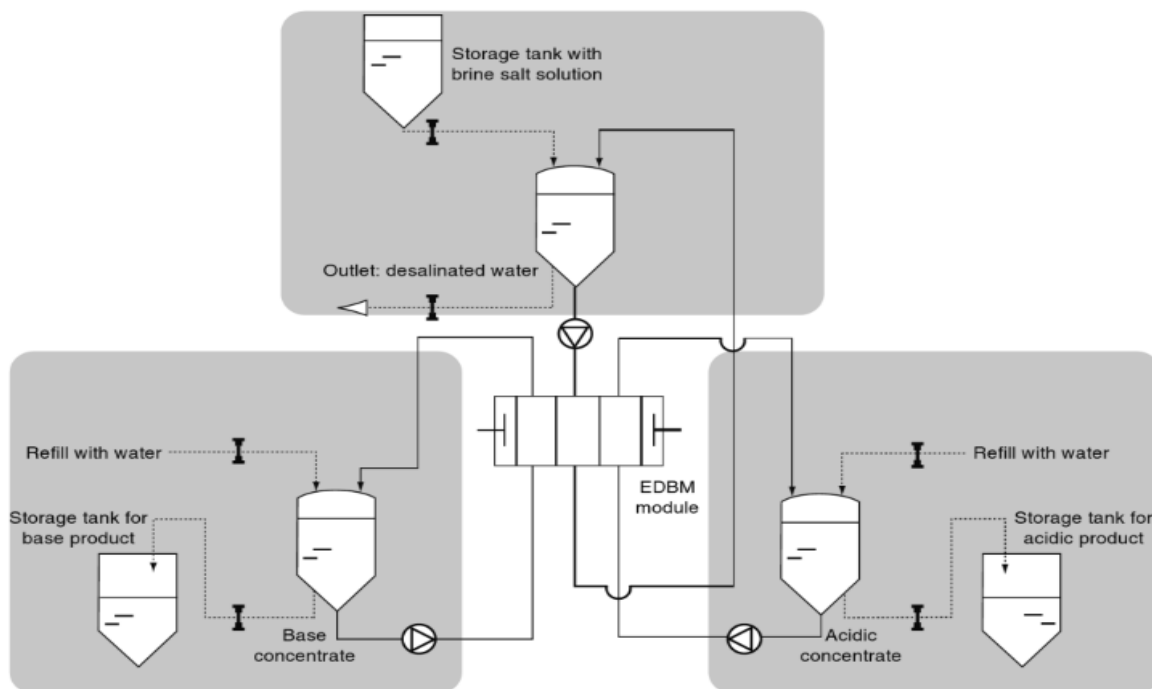 Storage tank with
brine salt solution
Outlet: desalinated water
Refill with water
Storage tank for
base product
Base
concentrate
EDBM
module
Refill with water
Storage tank for
acidic product
Acidic
concentrate